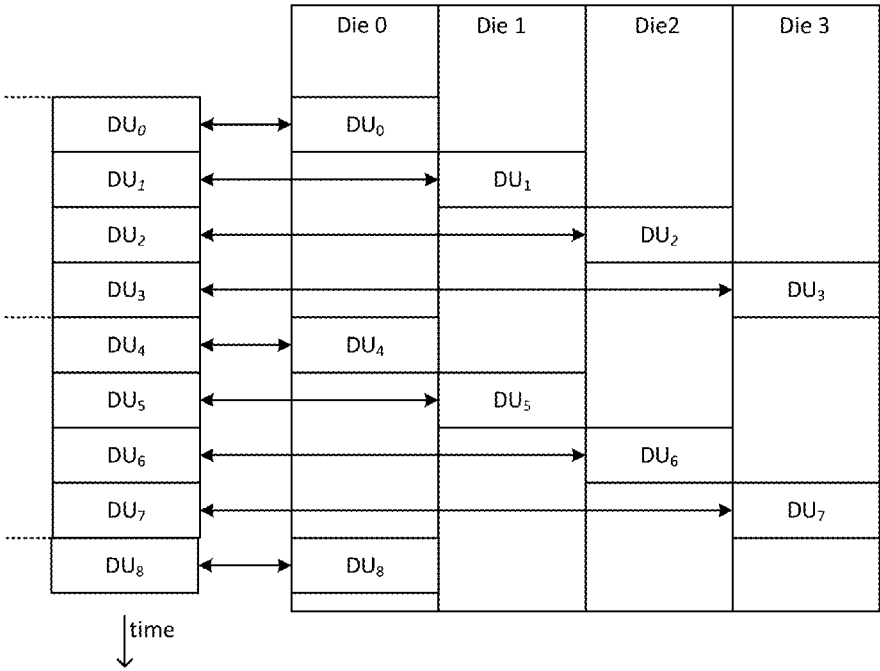 Die 0 Die 1 Die2 Die 3
DU₀ DU₀
DU₁ DU₁
DU₂ DU₂
DU₃ DU₃
DU₄ DU₄
DU₅ DU₅
DU₆ DU₆
DU₇ DU₇
DU₈ DU₈
time